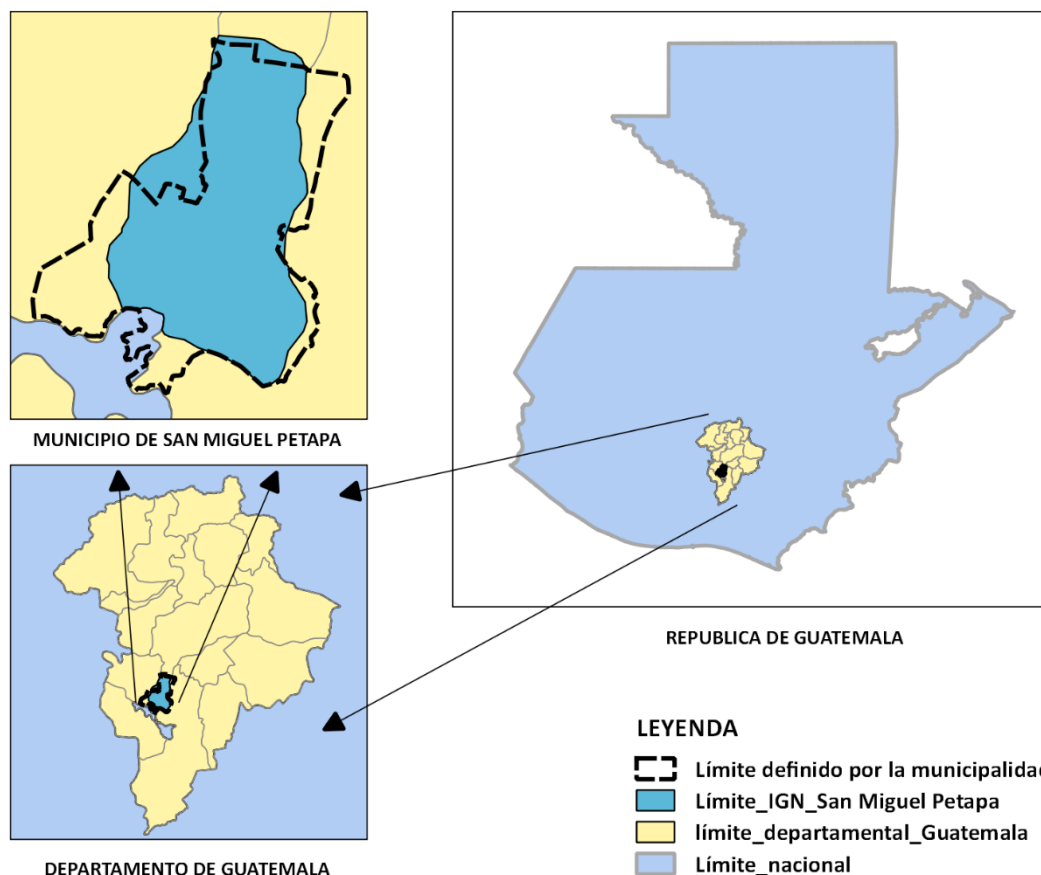 MUNICIPIO DE SAN MIGUEL PETAPA
DEPARTAMENTO DE GUATEMALA
REPUBLICA DE GUATEMALA
LEYENDA
Límite definido por la municipalidad
Límite_IGN_San Miguel Petapa
límite_departamental_Guatemala
Límite_nacional